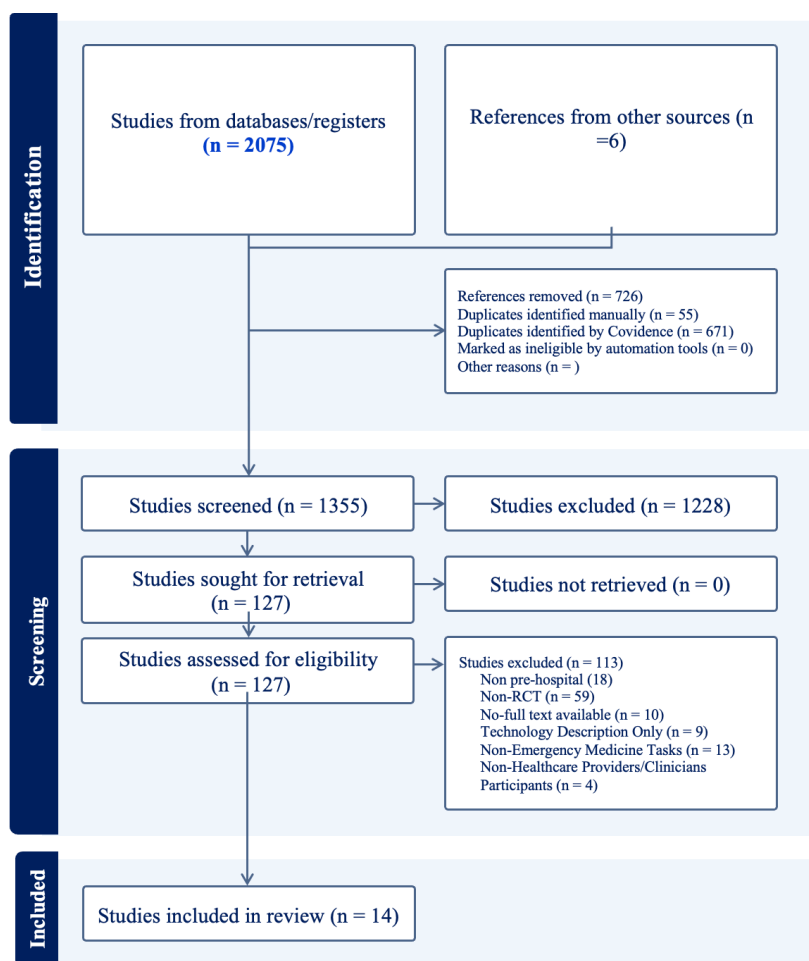 Identification
Studies from databases/registers
(n = 2075)
References from other sources (n
=6)
References removed (n = 726)
Duplicates identified manually (n = 55)
Duplicates identified by Covidence (n = 671)
Marked as ineligible by automation tools (n = 0)
Other reasons (n = )
Screening
Studies screened (n = 1355)
Studies excluded (n = 1228)
Studies sought for retrieval
(n = 127)
Studies not retrieved (n = 0)
Studies assessed for eligibility
(n = 127)
Studies excluded (n = 113)
Non pre-hospital (18)
Non-RCT (n = 59)
No-full text available (n = 10)
Technology Description Only (n = 9)
Non-Emergency Medicine Tasks (n = 13)
Non-Healthcare Providers/Clinicians
Participants (n = 4)
Included
Studies included in review (n = 14)